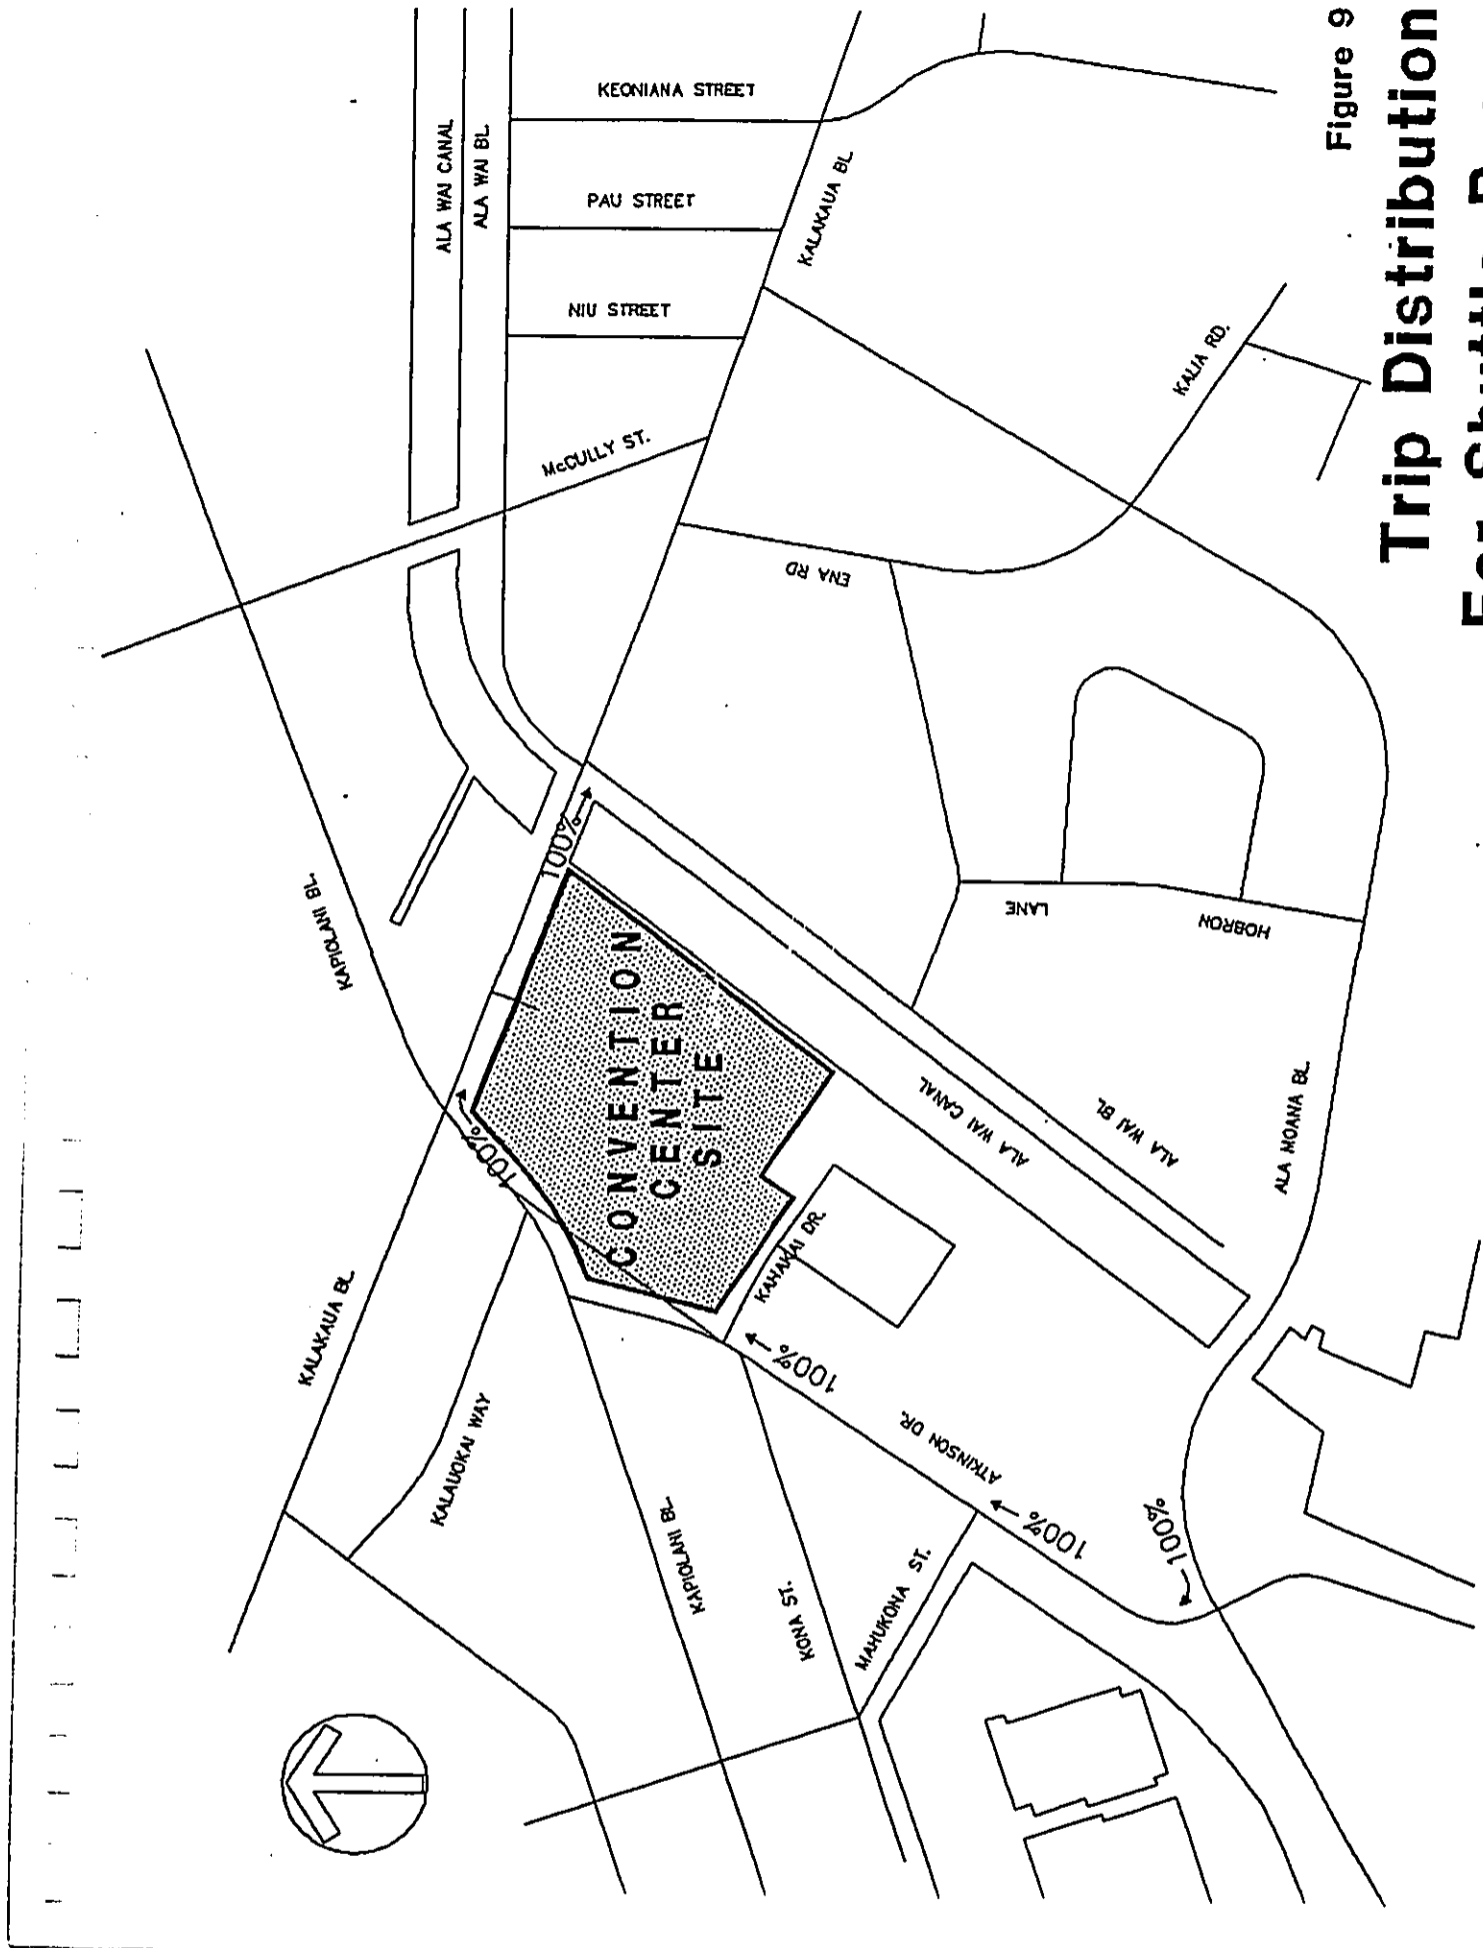 KEONIANA STREET
ALA WAI CANAL
ALA WAI BL.
PAU STREET
KALAKAUA BL.
NIU STREET
KALIA RD.
McCULLY ST.
ENA RD
KAPIOLANI BL.
100%
LANE
HOBRON
CONVENTION
CENTER
SITE
100%
ALA WAI CANAL
ALA WAI BL.
ALA MOANA BL.
KAHAKAI DR.
KALAKAUA BL.
KALAUOKAI WAY
100%
ATKINSON DR.
KAPIOLANI BL.
KONA ST.
MAHUKONA ST.
100%
100%
Figure 9
Trip Distribution
For Shuttle